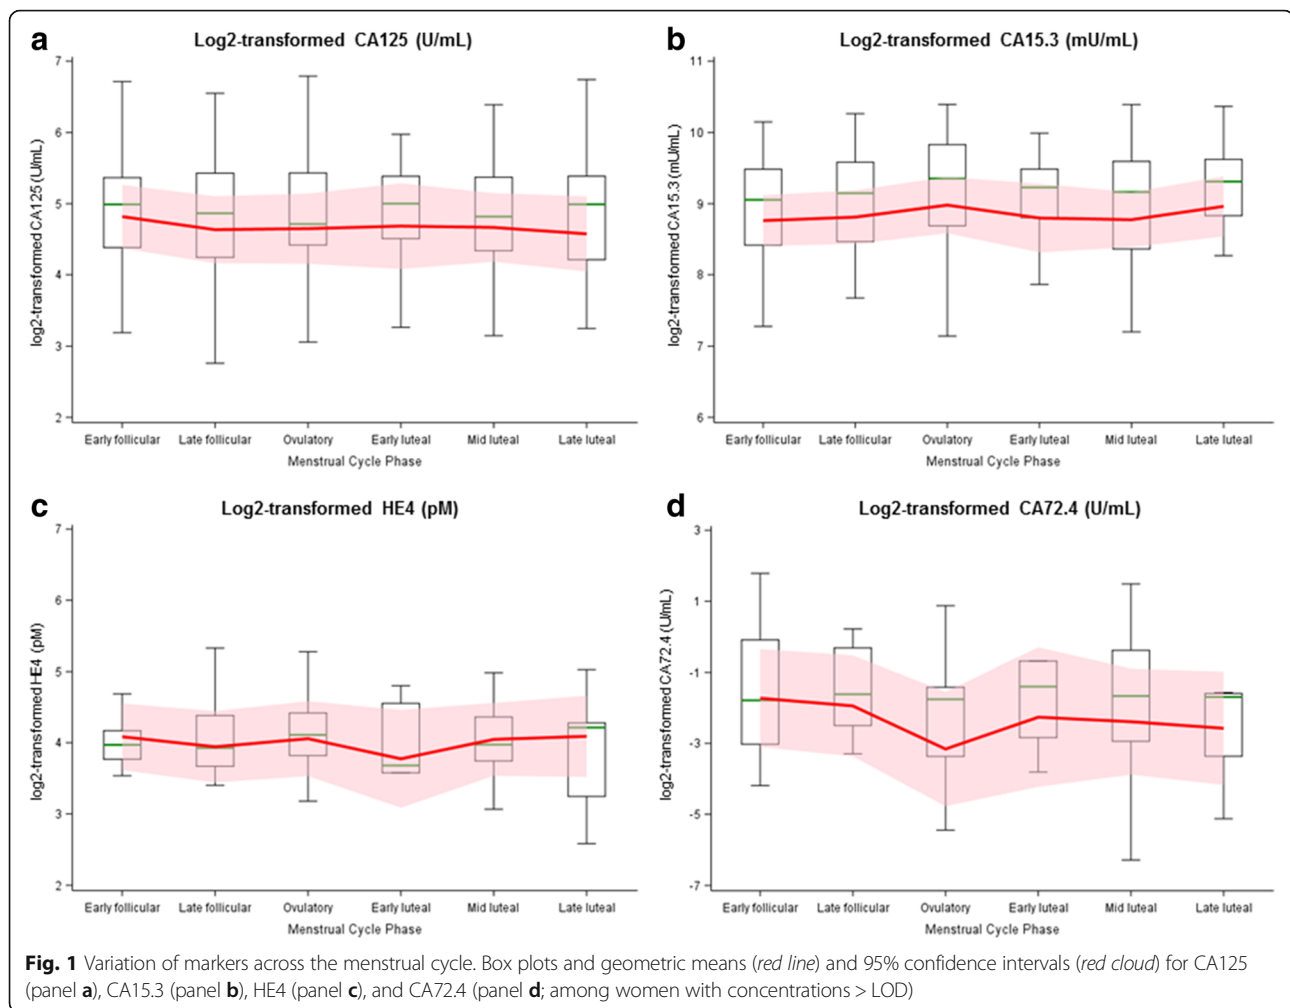 a
Log2-transformed CA125 (U/mL)
log2-transformed CA125 (U/mL)
7
6
5
4
3
2
Early follicular Late follicular Ovulatory Early luteal Mid luteal Late luteal
Menstrual Cycle Phase
b
Log2-transformed CA15.3 (mU/mL)
log2-transformed CA15.3 (mU/mL)
11
10
9
8
7
6
Early follicular Late follicular Ovulatory Early luteal Mid luteal Late luteal
Menstrual Cycle Phase
c
Log2-transformed HE4 (pM)
log2-transformed HE4 (pM)
7
6
5
4
3
2
Early follicular Late follicular Ovulatory Early luteal Mid luteal Late luteal
Menstrual Cycle Phase
d
Log2-transformed CA72.4 (U/mL)
log2-transformed CA72.4 (U/mL)
3
1
-1
-3
-5
-7
Early follicular Late follicular Ovulatory Early luteal Mid luteal Late luteal
Menstrual Cycle Phase
Fig. 1 Variation of markers across the menstrual cycle. Box plots and geometric means (red line) and 95% confidence intervals (red cloud) for CA125
(panel a), CA15.3 (panel b), HE4 (panel c), and CA72.4 (panel d; among women with concentrations > LOD)